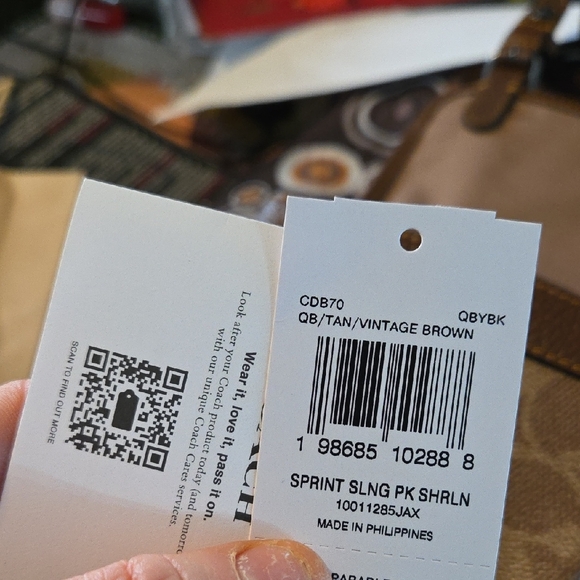 SCAN TO FIND OUT MORE
Wear it, love it, pass it on.
Look after your Coach product today (and
with our unique Coach Cares services.
CDB70
QBYBK
QB/TAN/VINTAGE BROWN
1 98685 10288 8
SPRINT SLNG PK SHRLN
10011285JAX
MADE IN PHILIPPINES